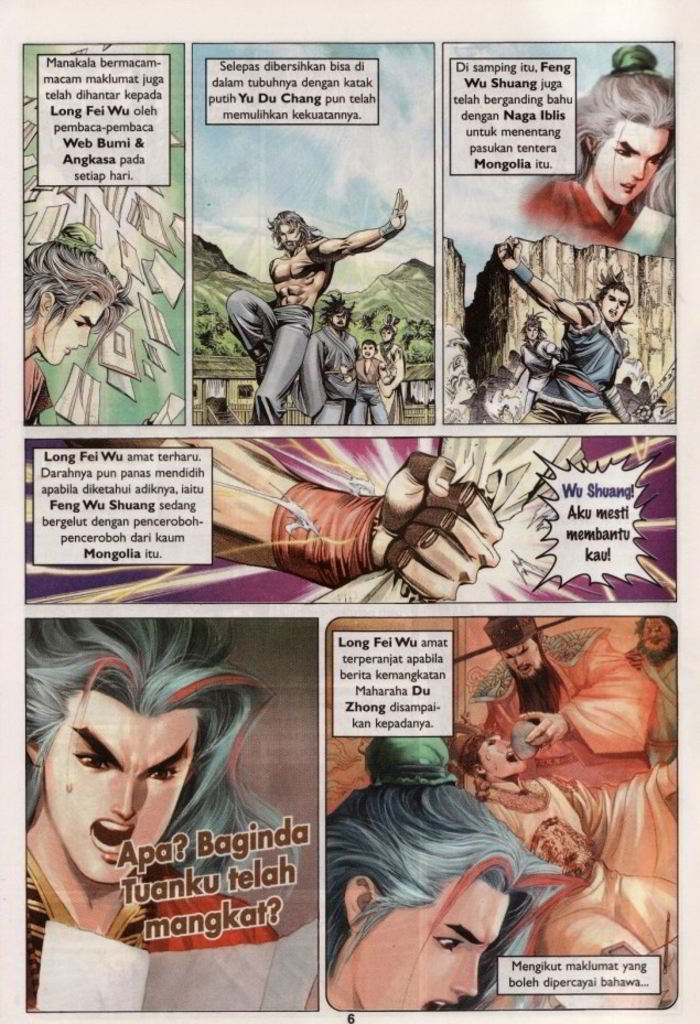 Manakala bermacam-
macam maklumat juga
telah dihantar kepada
Long Fei Wu oleh
pembaca-pembaca
Web Bumi &
Angkasa pada
setiap hari.
Selepas dibersihkan bisa di
dalam tubuhnya dengan katak
putih Yu Du Chang pun telah
memulihkan kekuatannya.
Di samping itu, Feng
Wu Shuang juga
telah berganding bahu
dengan Naga Iblis
untuk menentang
pasukan tentera
Mongolia itu.
Long Fei Wu amat terharu.
Darahnya pun panas mendidih
apabila diketahui adiknya, iaitu
Feng Wu Shuang sedang
bergelut dengan penceroboh-
penceroboh dari kaum
Mongolia itu.
Wu Shuang!
Aku mesti
membantu
kau!
Apa? Baginda
Tuanku telah
mangkat?
Long Fei Wu amat
terperanjat apabila
berita kemangkatan
Maharaha Du
Zhong disampai-
kan kepadanya.
Mengikut maklumat yang
boleh dipercayai bahawa...
6